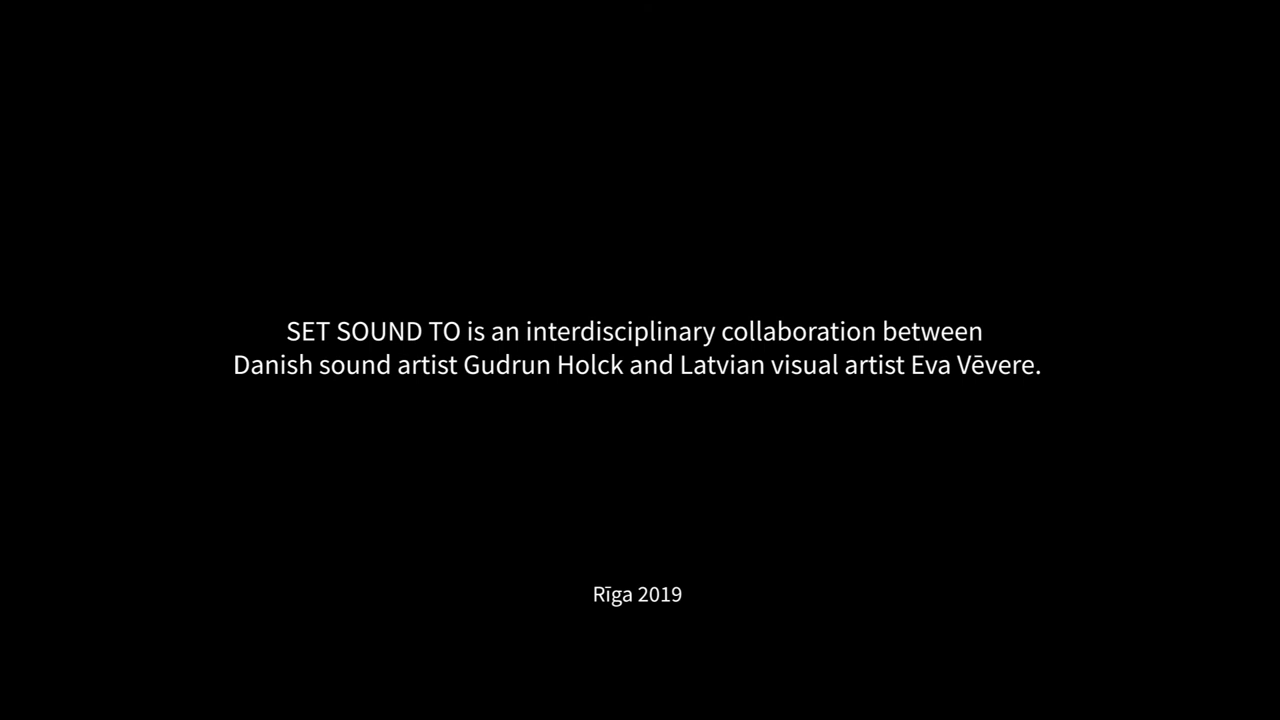 SET SOUND TO is an interdisciplinary collaboration between
Danish sound artist Gudrun Holck and Latvian visual artist Eva Vēvere.
Rīga 2019